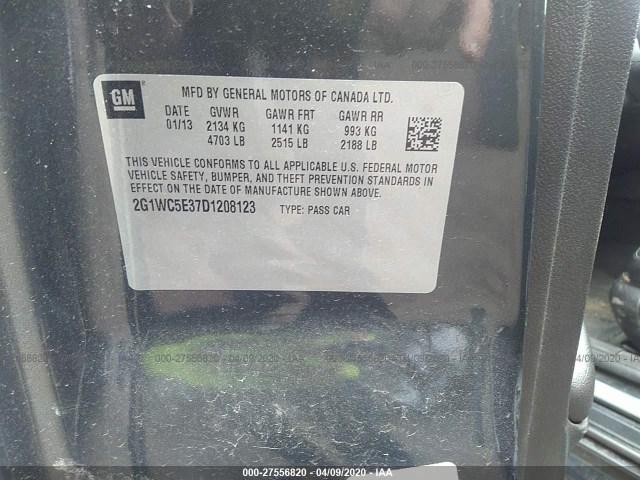 GM
MFD BY GENERAL MOTORS OF CANADA LTD.
DATE GVWR GAWR FRT GAWR RR
01/13 2134 KG 1141 KG 993 KG
4703 LB 2515 LB 2188 LB
THIS VEHICLE CONFORMS TO ALL APPLICABLE U.S. FEDERAL MOTOR
VEHICLE SAFETY, BUMPER, AND THEFT PREVENTION STANDARDS IN
EFFECT ON THE DATE OF MANUFACTURE SHOWN ABOVE.
2G1WC5E37D1208123 TYPE: PASS CAR
000-27556820 - 04/09/2020 - IAA